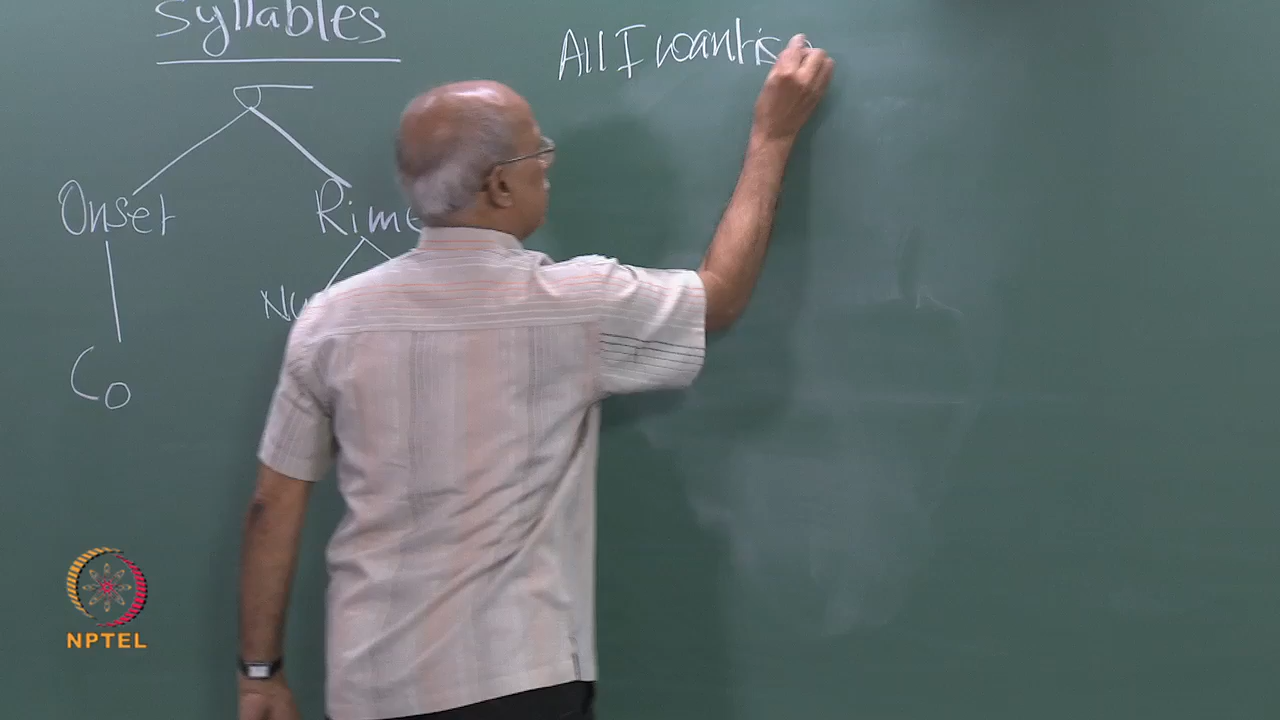 Syllables
σ
Onset Rime
Nu
Co
All I want is
NPTEL